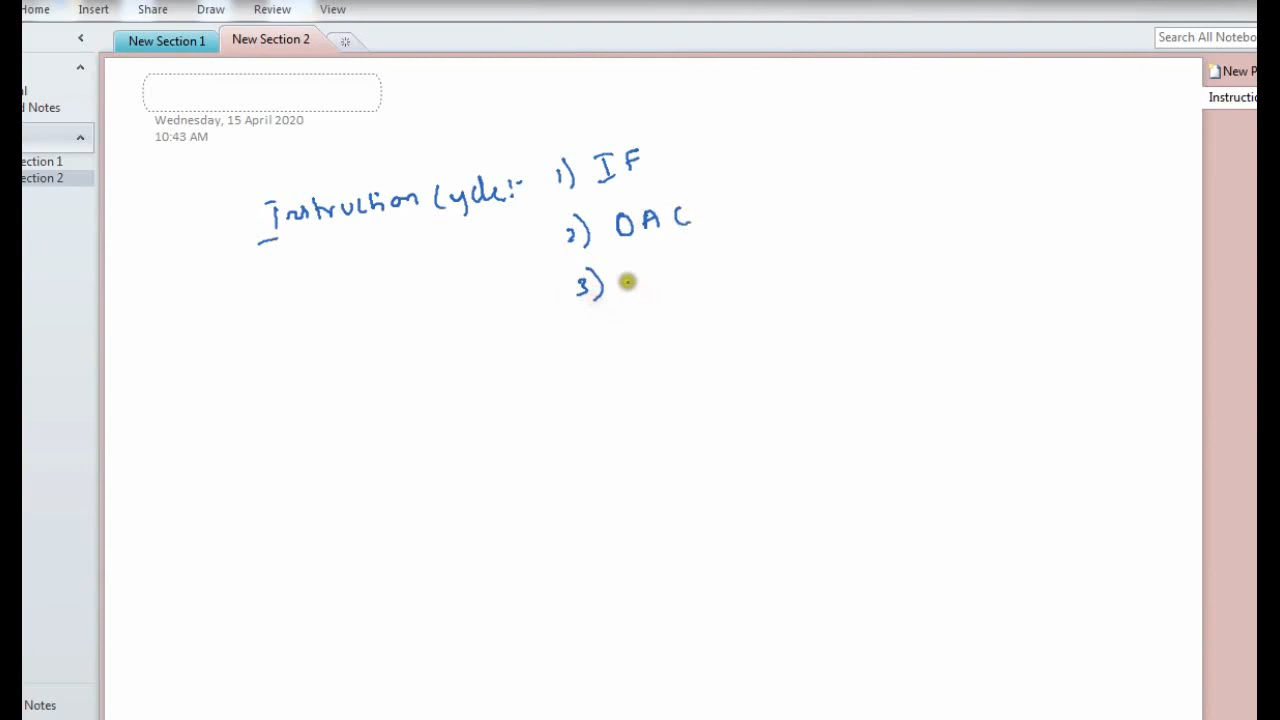 Home Insert Share Draw Review View
New Section 1 New Section 2
Search All Notebo
New P
Instructio
l
d Notes
ection 1
ection 2
Wednesday, 15 April 2020
10:43 AM
Instruction Cycle:- 1) IF
2) OAC
3)
Notes